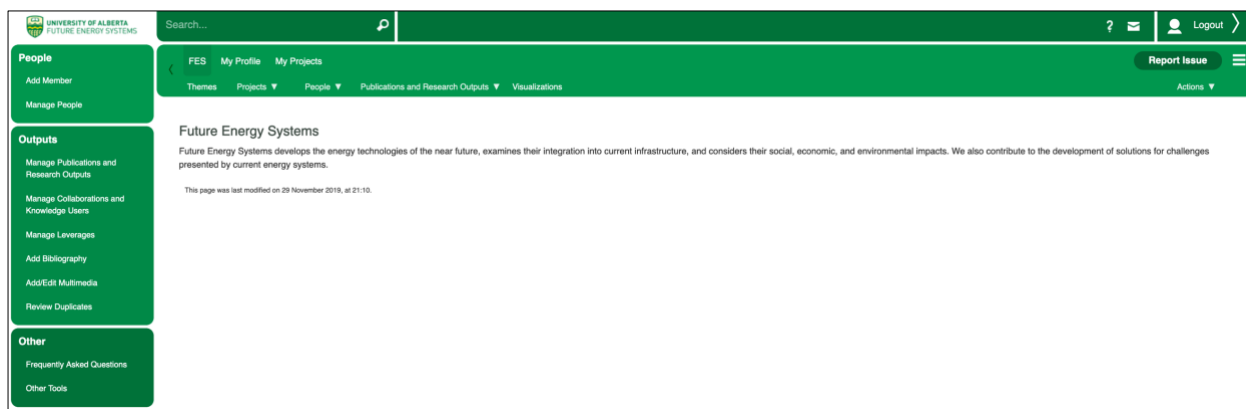 UNIVERSITY OF ALBERTA
FUTURE ENERGY SYSTEMS
Search...
?
Logout
People
Add Member
Manage People
Outputs
Manage Publications and
Research Outputs
Manage Collaborations and
Knowledge Users
Manage Leverages
Add Bibliography
Add/Edit Multimedia
Review Duplicates
Other
Frequently Asked Questions
Other Tools
FES My Profile My Projects
Report Issue
Themes Projects ▼ People ▼ Publications and Research Outputs ▼ Visualizations
Actions ▼
Future Energy Systems
Future Energy Systems develops the energy technologies of the near future, examines their integration into current infrastructure, and considers their social, economic, and environmental impacts. We also contribute to the development of solutions for challenges
presented by current energy systems.
This page was last modified on 29 November 2019, at 21:10.